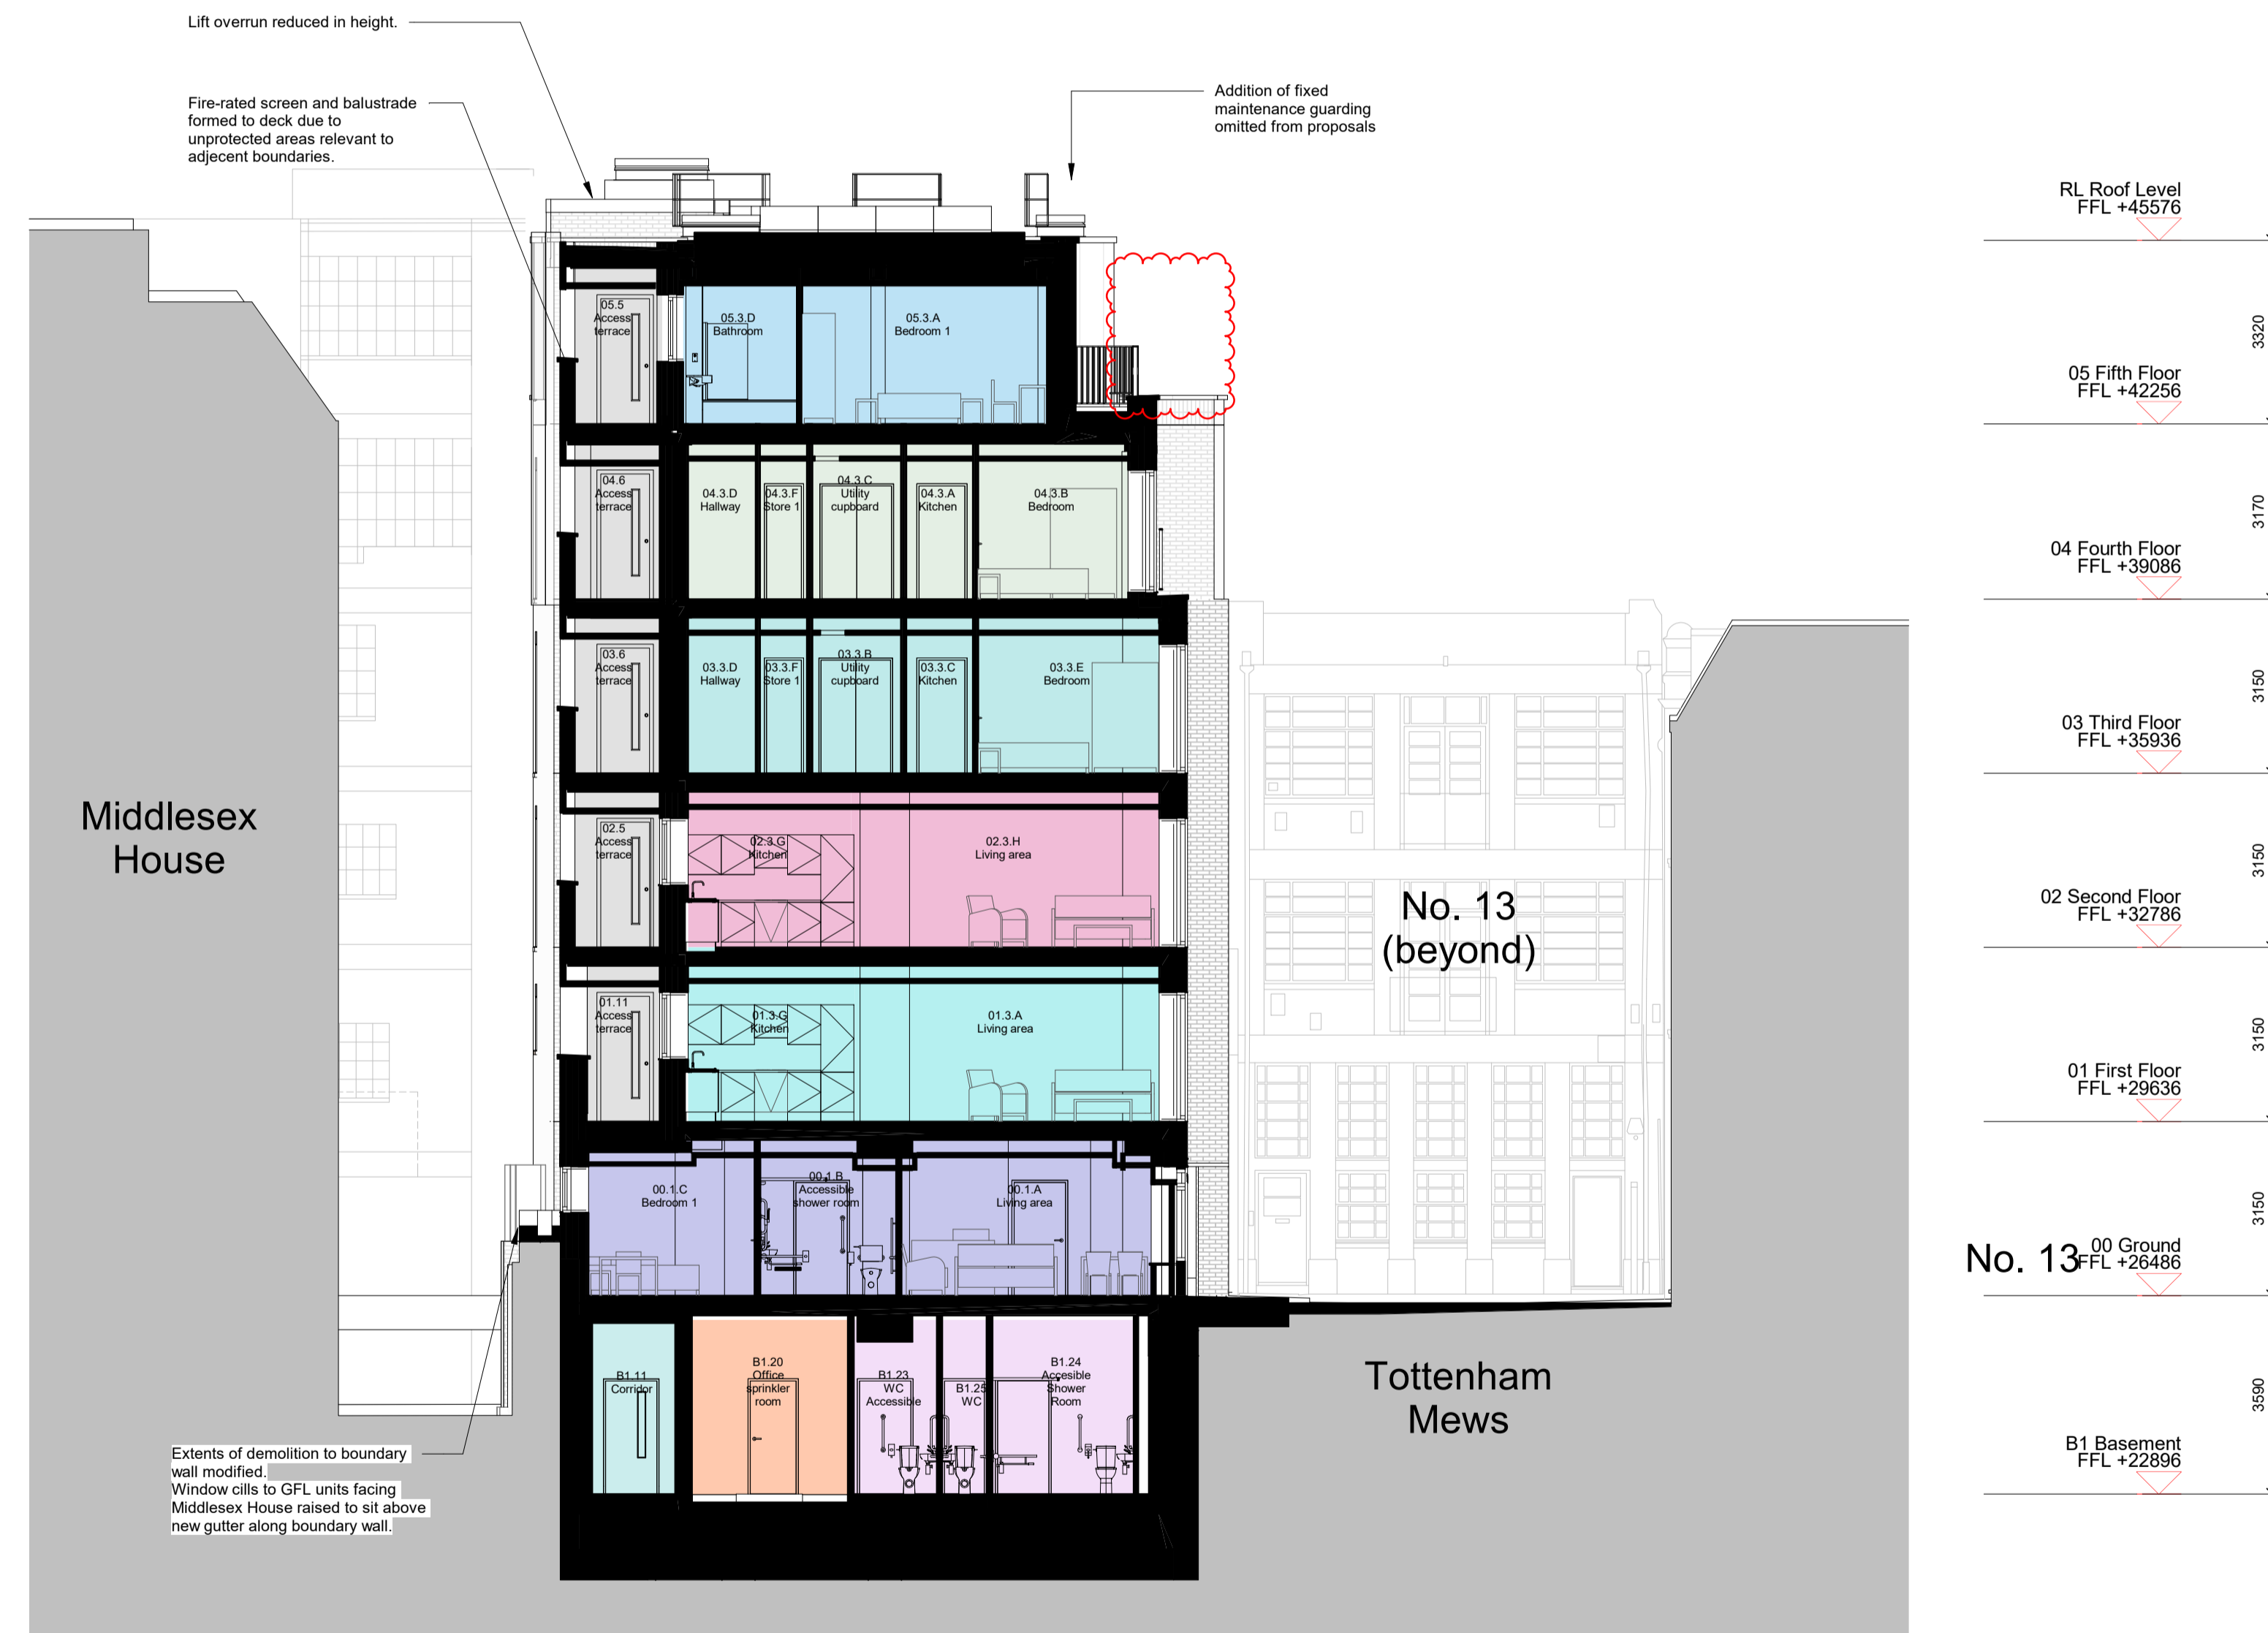 Lift overrun reduced in height.
Fire-rated screen and balustrade
formed to deck due to
unprotected areas relevant to
adjecent boundaries.
Addition of fixed
maintenance guarding
omitted from proposals
RL Roof Level
FFL +45576
3320
05 Fifth Floor
FFL +42256
3170
04 Fourth Floor
FFL +39086
3150
03 Third Floor
FFL +35936
3150
02 Second Floor
FFL +32786
3150
01 First Floor
FFL +29636
3150
No. 13
00 Ground
FFL +26486
3590
B1 Basement
FFL +22896
05.5
Access
terrace
05.3.D
Bathroom
05.3.A
Bedroom 1
04.6
Access
terrace
04.3.D
Hallway
04.3.F
Store 1
04.3.C
Utility
cupboard
04.3.A
Kitchen
04.3.B
Bedroom
03.6
Access
terrace
03.3.D
Hallway
03.3.F
Store 1
03.3.B
Utility
cupboard
03.3.C
Kitchen
03.3.E
Bedroom
Middlesex
House
02.5
Access
terrace
02.3.G
Kitchen
02.3.H
Living area
No. 13
(beyond)
01.11
Access
terrace
01.3.G
Kitchen
01.3.A
Living area
00.1.C
Bedroom 1
00.1.B
Accessible
shower room
00.1.A
Living area
B1.11
Corridor
B1.20
Office
sprinkler
room
B1.23
WC
Accessible
B1.25
WC
B1.24
Accesible
Shower
Room
Tottenham
Mews
Extents of demolition to boundary
wall modified.
Window cills to GFL units facing
Middlesex House raised to sit above
new gutter along boundary wall.